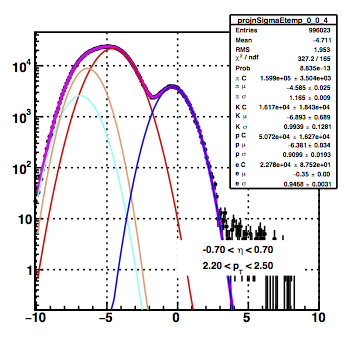 projnSigmaEtemp_0_0_4
Entries 996023
Mean -4.711
RMS 1.953
χ² / ndf 327.2 / 165
Prob 8.835e-13
π C 1.599e+05 ± 3.504e+03
π μ -4.585 ± 0.025
π σ 1.165 ± 0.009
K C 1.617e+04 ± 1.843e+04
K μ -6.893 ± 0.689
K σ 0.9939 ± 0.1281
p C 5.072e+04 ± 1.627e+04
p μ -6.381 ± 0.034
p σ 0.9099 ± 0.0193
e C 2.278e+04 ± 8.752e+01
e μ -0.35 ± 0.00
e σ 0.9468 ± 0.0031
10⁴
10³
10²
10
1
-0.70 < η < 0.70
2.20 < p_T < 2.50
-10 -5 0 5 10